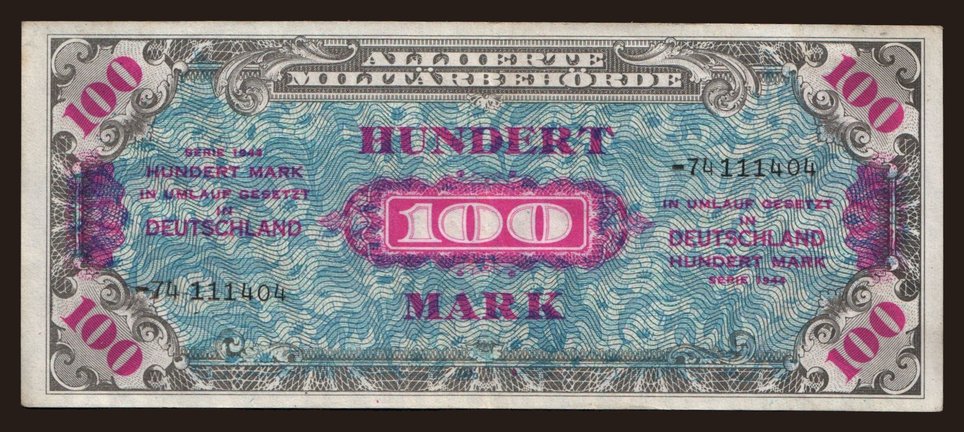 ALLIIERTE
MILITÄRBEHÖRDE
100
100
HUNDERT
SERIE 1944
HUNDERT MARK
IN UMLAUF GESETZT
IN
DEUTSCHLAND
-74111404
100
-74111404
IN UMLAUF GESETZT
IN
DEUTSCHLAND
HUNDERT MARK
SERIE 1944
MARK
100
100